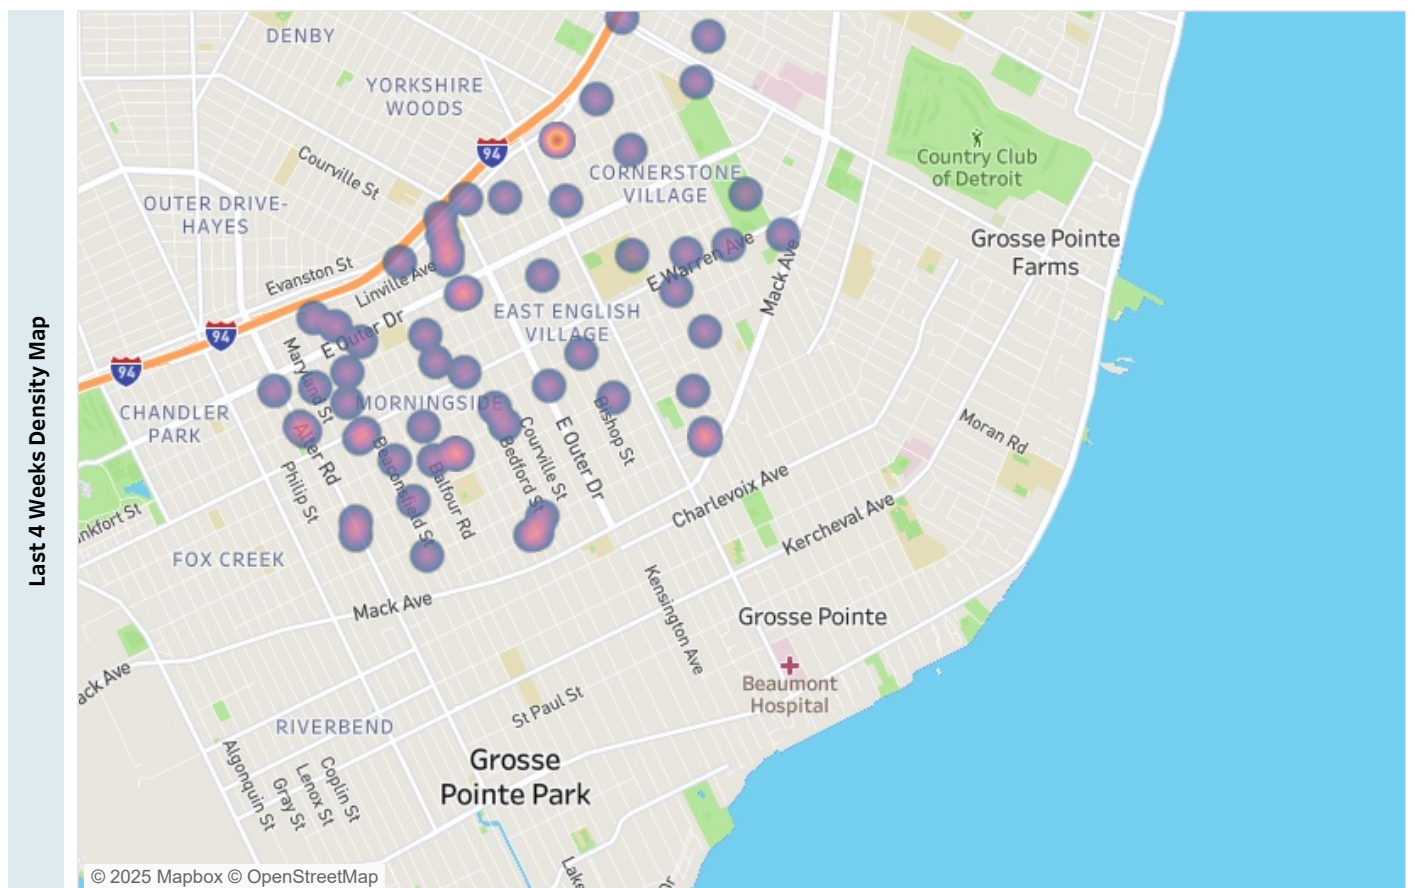 Last 4 Weeks Density Map
DENBY
YORKSHIRE
WOODS
94
Courville St
CORNERSTONE
VILLAGE
Country Club
of Detroit
OUTER DRIVE-
HAYES
Grosse Pointe
Farms
Evanston St
Linville Ave
E Warren Ave
Mack Ave
94
94
E Outer Dr
EAST ENGLISH
VILLAGE
Maryland St
CHANDLER
PARK
MORNINGSIDE
Alter Rd
Philip St
Beaconsfield St
Balfour Rd
Bedford St
Courville St
E Outer Dr
Bishop St
Moran Rd
Charlevoix Ave
Kercheval Ave
nkfort St
FOX CREEK
Mack Ave
Kensington Ave
Grosse Pointe
ack Ave
Beaumont
Hospital
St Paul St
RIVERBEND
Algonquin St
Gray St
Lenox St
Coplin St
Grosse
Pointe Park
Lake
Dr
© 2025 Mapbox © OpenStreetMap